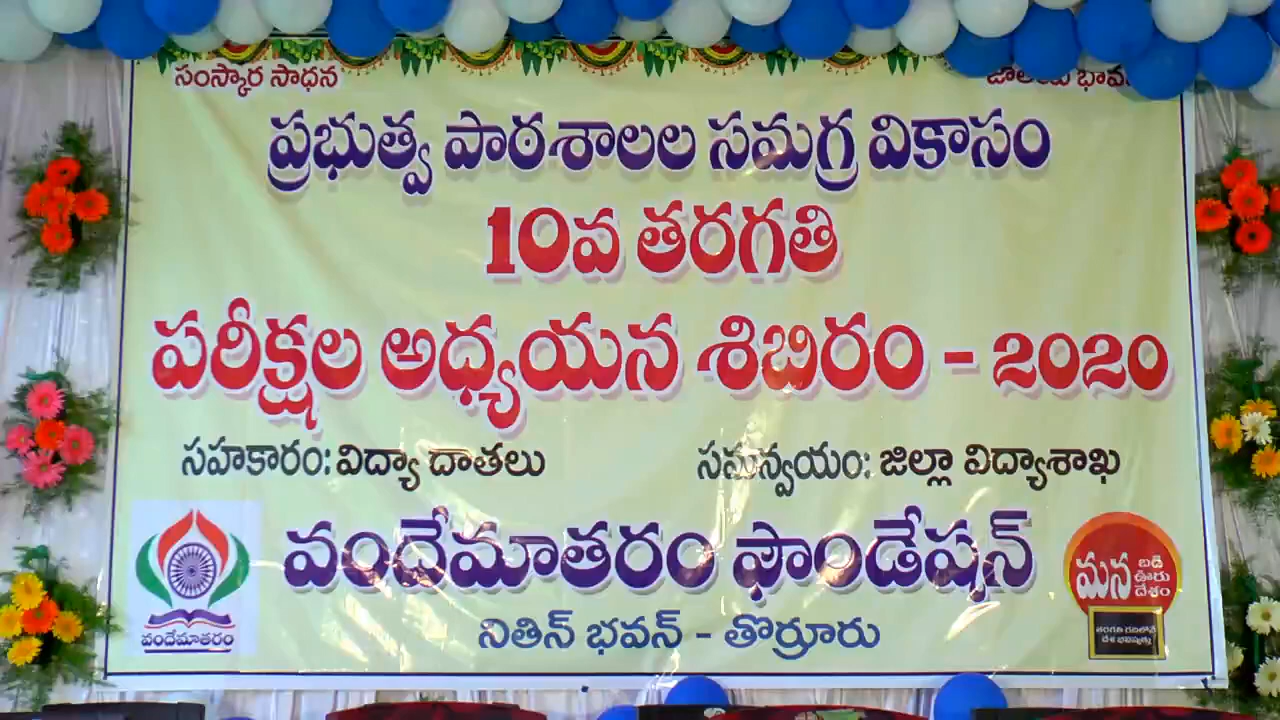 సంస్కార సాధన
ప్రభుత్వ పాఠశాలల సమగ్ర వికాసం
10వ తరగతి
పరీక్షల అధ్యయన శిబిరం - ౨౦౨౦
సహకారం: విద్యా దాతలు
సమన్వయం: జిల్లా విద్యాశాఖ
వందేమాతరం ఫౌండేషన్
నితిన్ భవన్ - తొర్రూరు
వందేమాతరం
మన
బడి
ఊరు
దేశం